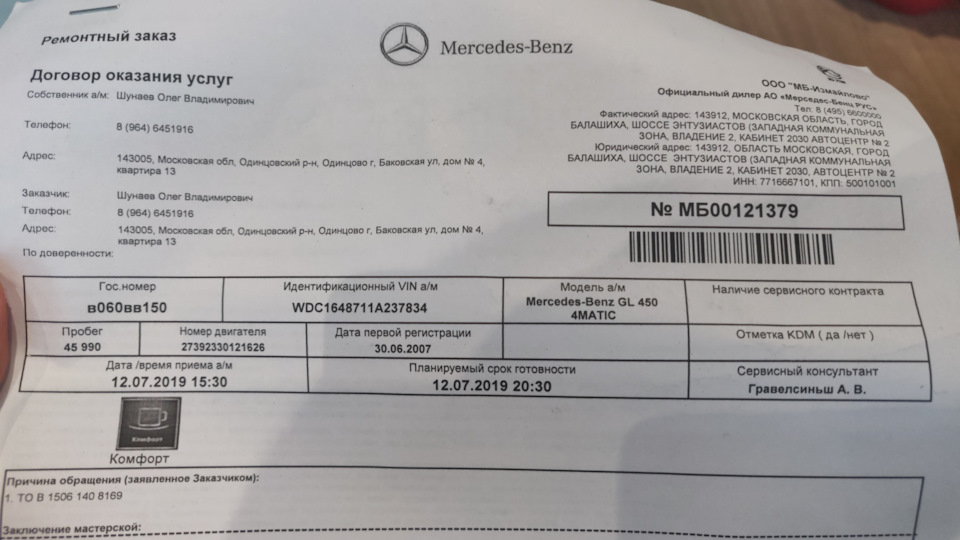 Ремонтный заказ
Mercedes-Benz
Договор оказания услуг
Собственник а/м: Шунаев Олег Владимирович
Телефон: 8 (964) 6451916
Адрес: 143005, Московская обл, Одинцовский р-н, Одинцово г, Баковская ул, дом № 4,
квартира 13
Заказчик: Шунаев Олег Владимирович
Телефон: 8 (964) 6451916
Адрес: 143005, Московская обл, Одинцовский р-н, Одинцово г, Баковская ул, дом № 4,
квартира 13
По доверенности:
ООО "МБ-Измайлово"
Официальный дилер АО «Мерседес-Бенц РУС»
Тел: 8 (495) 6600000
Фактический адрес: 143912, МОСКОВСКАЯ ОБЛАСТЬ, ГОРОД
БАЛАШИХА, ШОССЕ ЭНТУЗИАСТОВ (ЗАПАДНАЯ КОММУНАЛЬНАЯ
ЗОНА, ВЛАДЕНИЕ 2, КАБИНЕТ 2030 АВТОЦЕНТР № 2
Юридический адрес: 143912, ОБЛАСТЬ МОСКОВСКАЯ, ГОРОД
БАЛАШИХА, ШОССЕ ЭНТУЗИАСТОВ (ЗАПАДНАЯ КОММУНАЛЬНАЯ
ЗОНА, ВЛАДЕНИЕ 2, КАБИНЕТ 2030, АВТОЦЕНТР № 2
ИНН: 7716667101, КПП: 500101001
№ МБ00121379
Гос.номер Идентификационный VIN а/м Модель а/м Наличие сервисного контракта
в060вв150 WDC1648711A237834 Mercedes-Benz GL 450
4MATIC
Пробег Номер двигателя Дата первой регистрации Отметка KDM ( да /нет )
45 990 27392330121626 30.06.2007
Дата /время приема а/м Планируемый срок готовности Сервисный консультант
12.07.2019 15:30 12.07.2019 20:30 Гравелсиньш А. В.
Комфорт
Комфорт
Причина обращения (заявленное Заказчиком):
1. ТО В 1506 140 8169
Заключение мастерской: